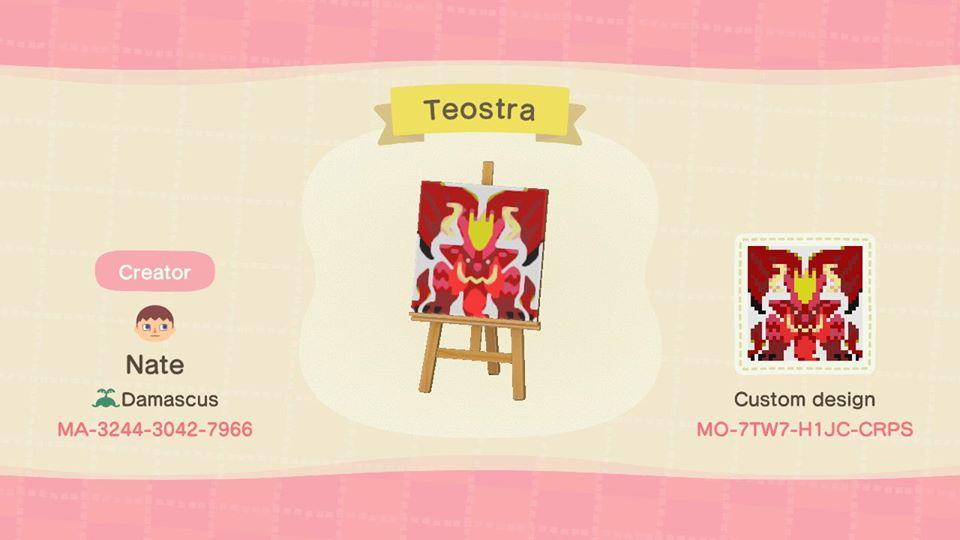 Teostra
Creator
Nate
Damascus
MA-3244-3042-7966
Custom design
MO-7TW7-H1JC-CRPS